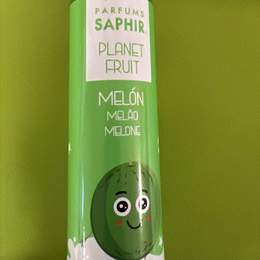 PARFUMS
SAPHIR
PLANET
FRUIT
MELÓN
MELÃO
MELONE